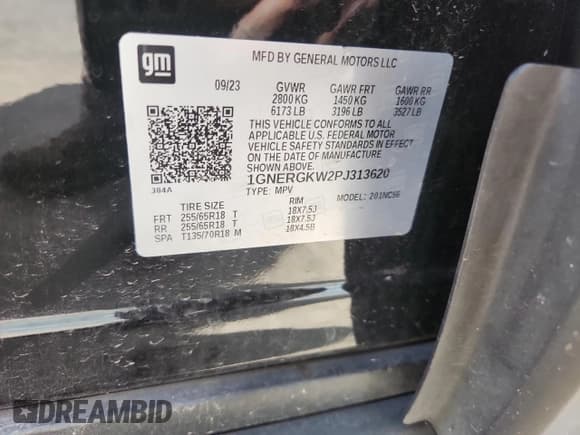 gm
MFD BY GENERAL MOTORS LLC
09/23 GVWR GAWR FRT GAWR RR
2800 KG 1450 KG 1600 KG
6173 LB 3196 LB 3527 LB
THIS VEHICLE CONFORMS TO ALL
APPLICABLE U.S. FEDERAL MOTOR
VEHICLE SAFETY STANDARDS IN EFFECT
ON THE DATE OF MANUFACTURE
1GNERGKW2PJ313620
384A
TYPE: MPV MODEL: 201NC56
TIRE SIZE RIM
FRT 255/65R18 T 18X7.5J
RR 255/65R18 T 18X7.5J
SPA T135/70R18 M 18X4.5B
DREAMBID